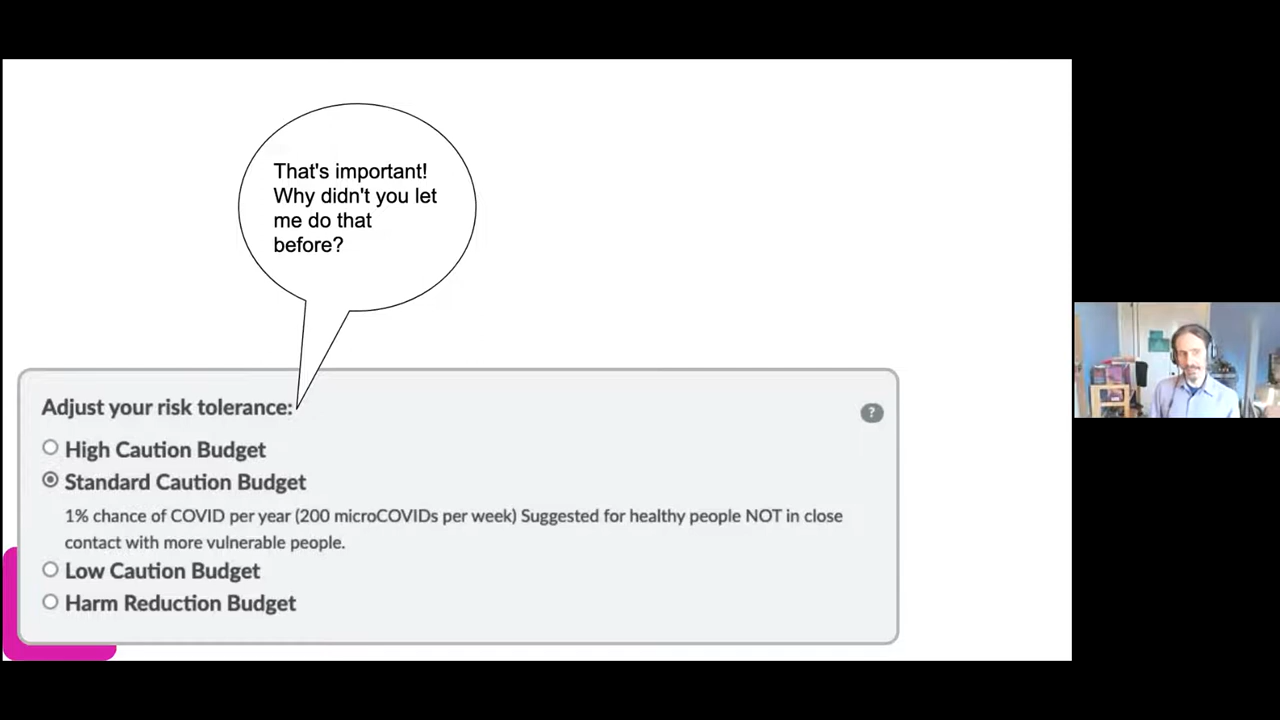 That's important!
Why didn't you let
me do that
before?
Adjust your risk tolerance:
?
High Caution Budget
Standard Caution Budget
1% chance of COVID per year (200 microCOVIDs per week) Suggested for healthy people NOT in close
contact with more vulnerable people.
Low Caution Budget
Harm Reduction Budget